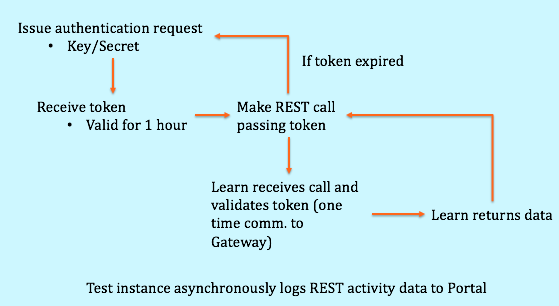 Issue authentication request
• Key/Secret
If token expired
Receive token
• Valid for 1 hour
Make REST call
passing token
Learn receives call and
validates token (one
time comm. to
Gateway)
Learn returns data
Test instance asynchronously logs REST activity data to Portal